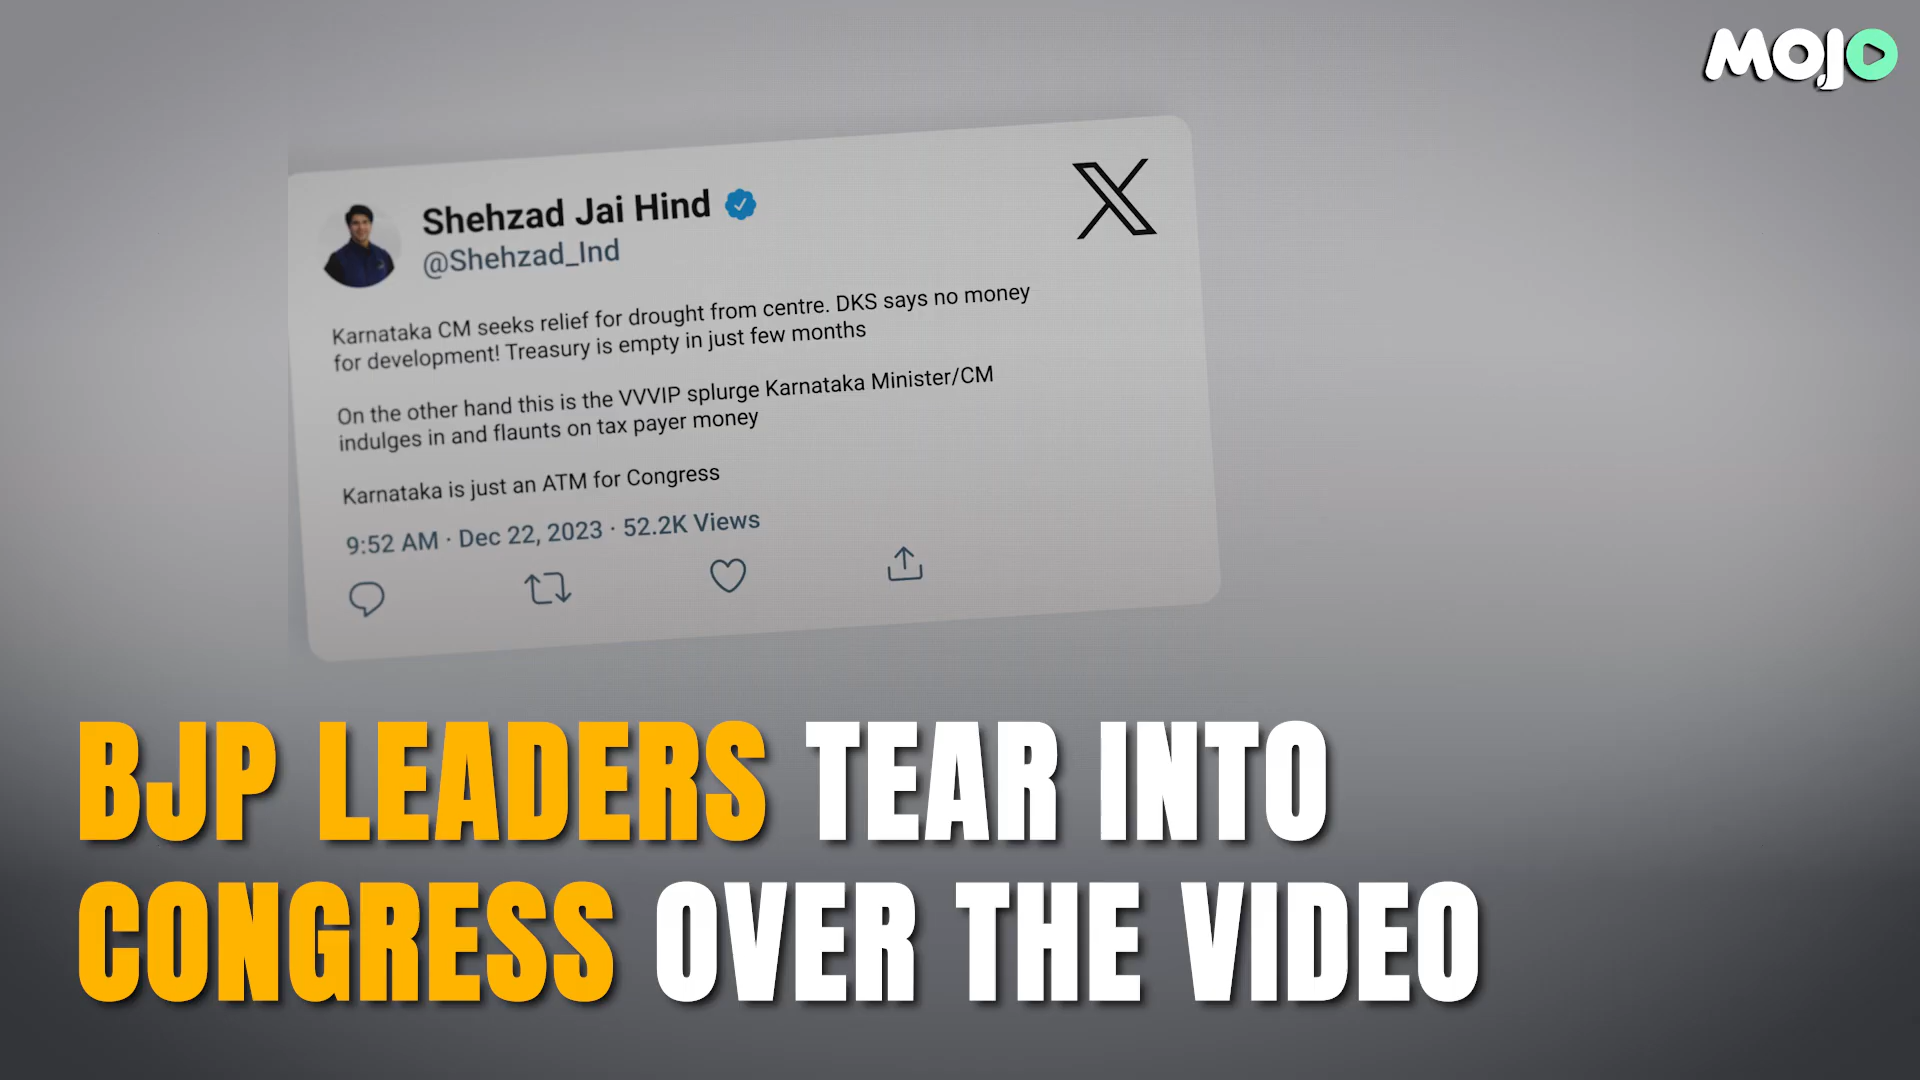 MOJO
Shehzad Jai Hind
@Shehzad_Ind
X
Karnataka CM seeks relief for drought from centre. DKS says no money
for development! Treasury is empty in just few months
On the other hand this is the VVVIP splurge Karnataka Minister/CM
indulges in and flaunts on tax payer money
Karnataka is just an ATM for Congress
9:52 AM · Dec 22, 2023 · 52.2K Views
BJP LEADERS TEAR INTO
CONGRESS OVER THE VIDEO